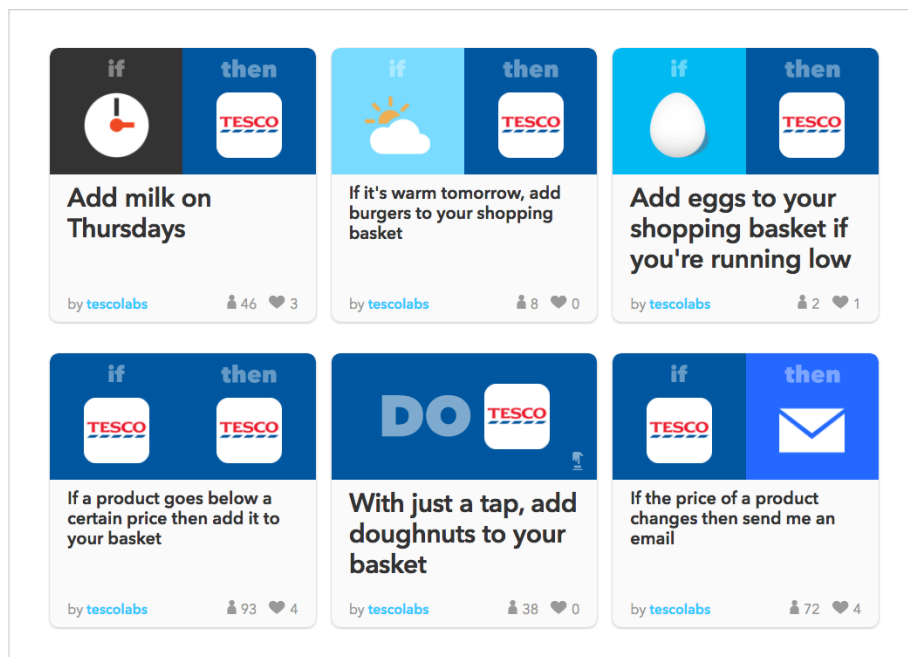 if then
TESCO
Add milk on
Thursdays
by tescolabs 46 3
if then
TESCO
If it's warm tomorrow, add
burgers to your shopping
basket
by tescolabs 8 0
if then
TESCO
Add eggs to your
shopping basket if
you're running low
by tescolabs 2 1
if then
TESCO TESCO
If a product goes below a
certain price then add it to
your basket
by tescolabs 93 4
DO TESCO
With just a tap, add
doughnuts to your
basket
by tescolabs 38 0
if then
TESCO
If the price of a product
changes then send me an
email
by tescolabs 72 4